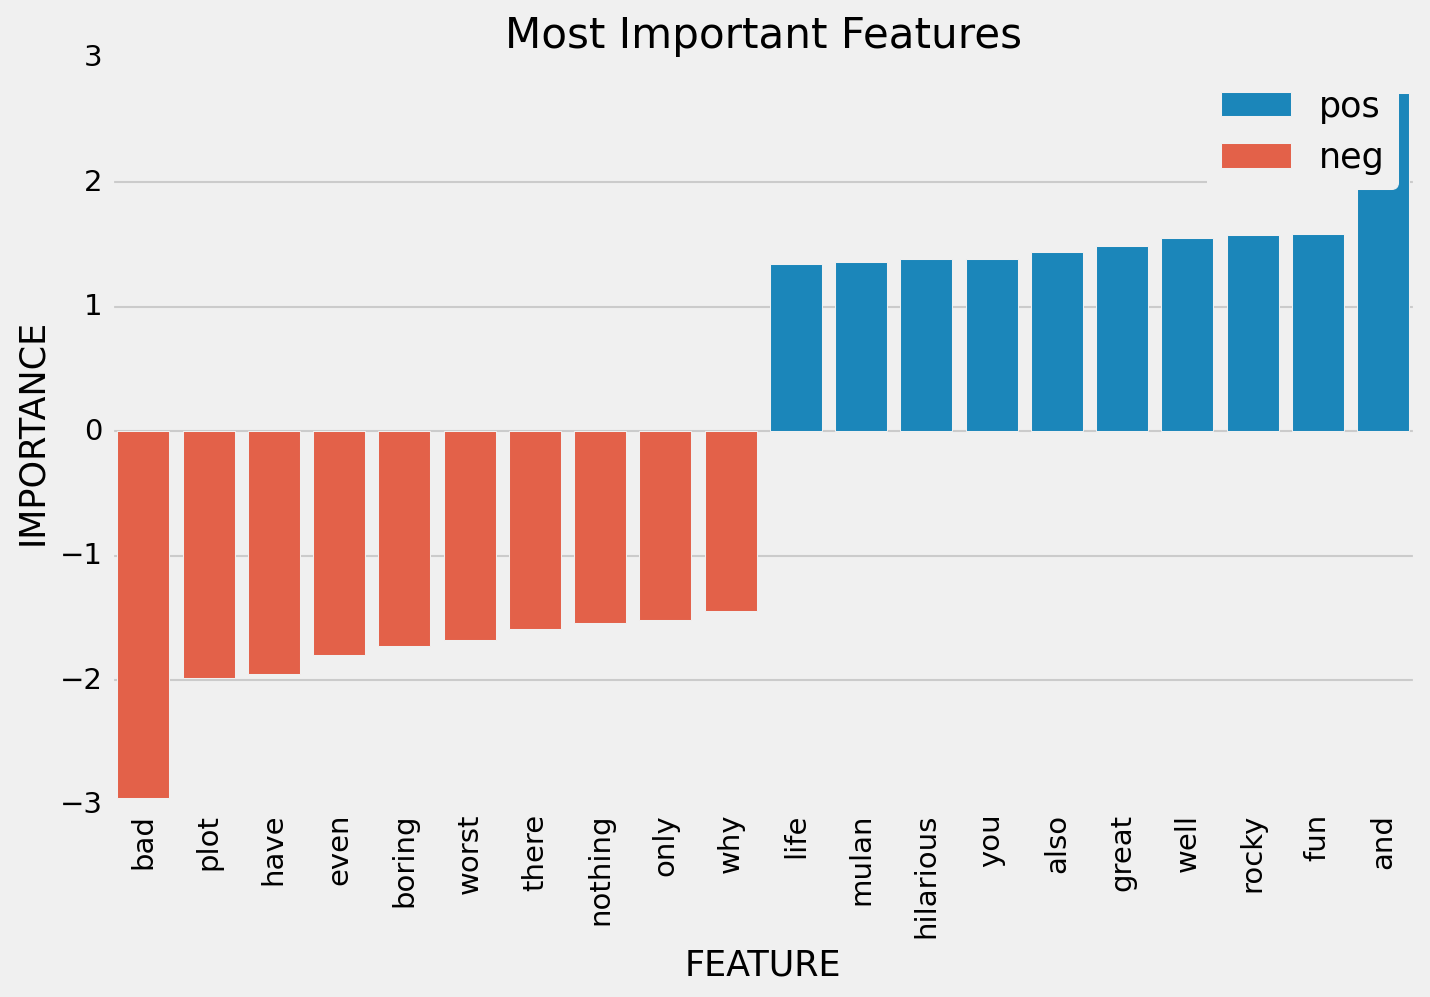 Most Important Features
3
2
1
0
−1
−2
−3
IMPORTANCE
pos
neg
bad
plot
have
even
boring
worst
there
nothing
only
why
life
mulan
hilarious
you
also
great
well
rocky
fun
and
FEATURE